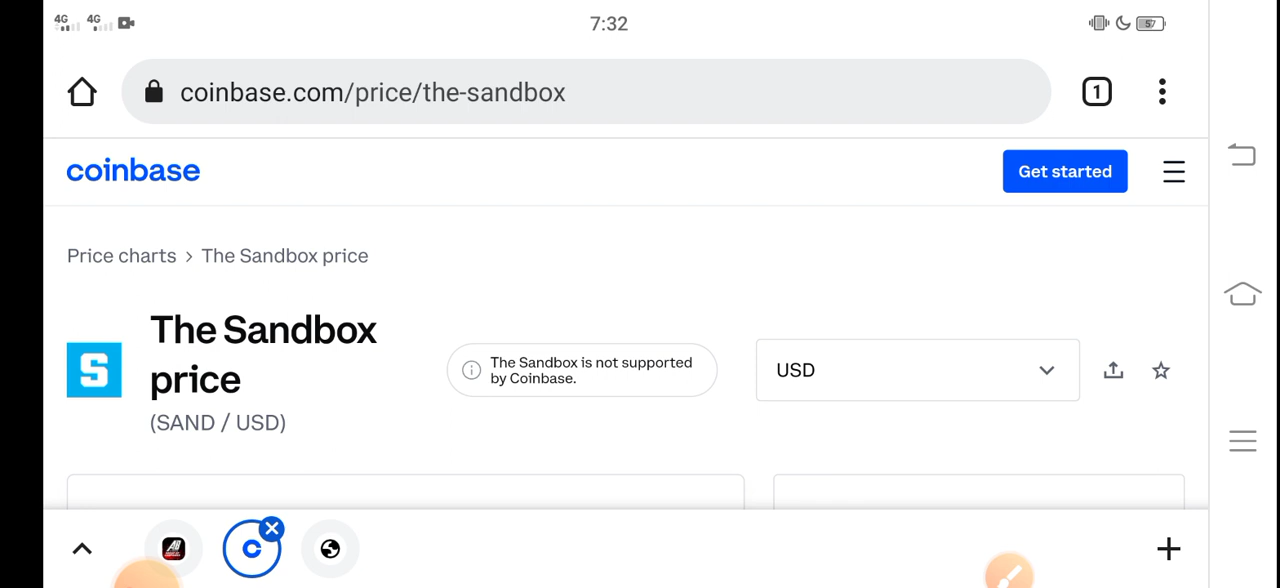 4G 4G 7:32 57
coinbase.com/price/the-sandbox 1
coinbase Get started
Price charts > The Sandbox price
The Sandbox
price
(SAND / USD)
The Sandbox is not supported
by Coinbase.
USD